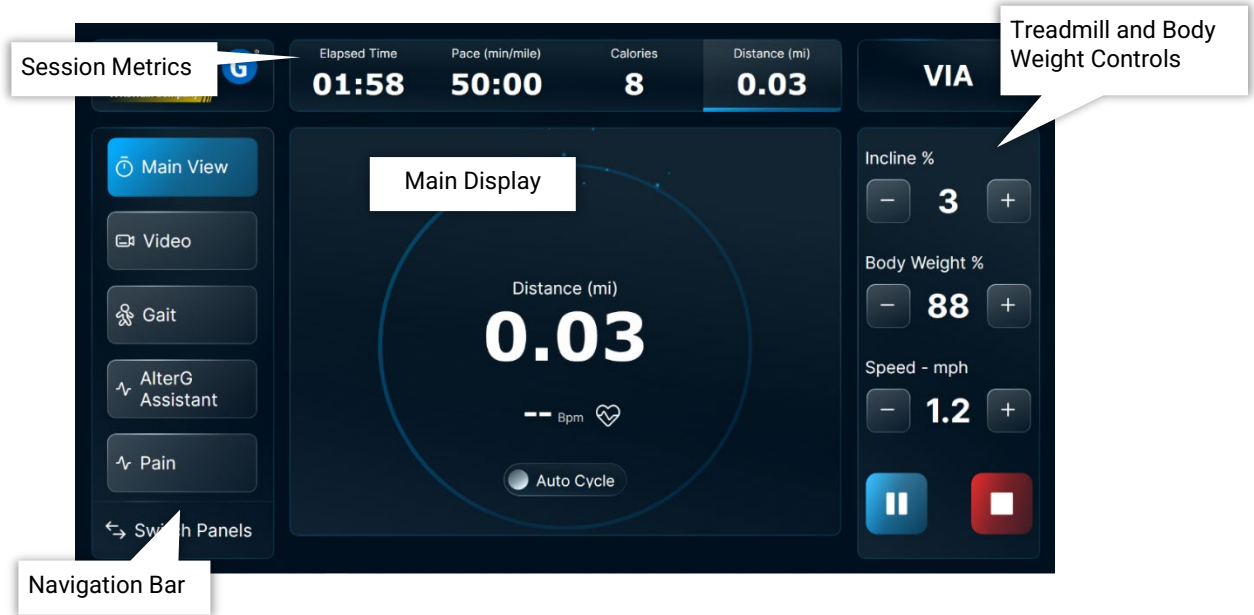 Treadmill and Body
Weight Controls
Session Metrics
G
Elapsed Time
01:58
Pace (min/mile)
50:00
Calories
8
Distance (mi)
0.03
VIA
Main View
Video
Gait
AlterG
Assistant
Pain
Switch Panels
Main Display
Distance (mi)
0.03
-- Bpm
Auto Cycle
Incline %
− 3 +
Body Weight %
− 88 +
Speed - mph
− 1.2 +
Navigation Bar